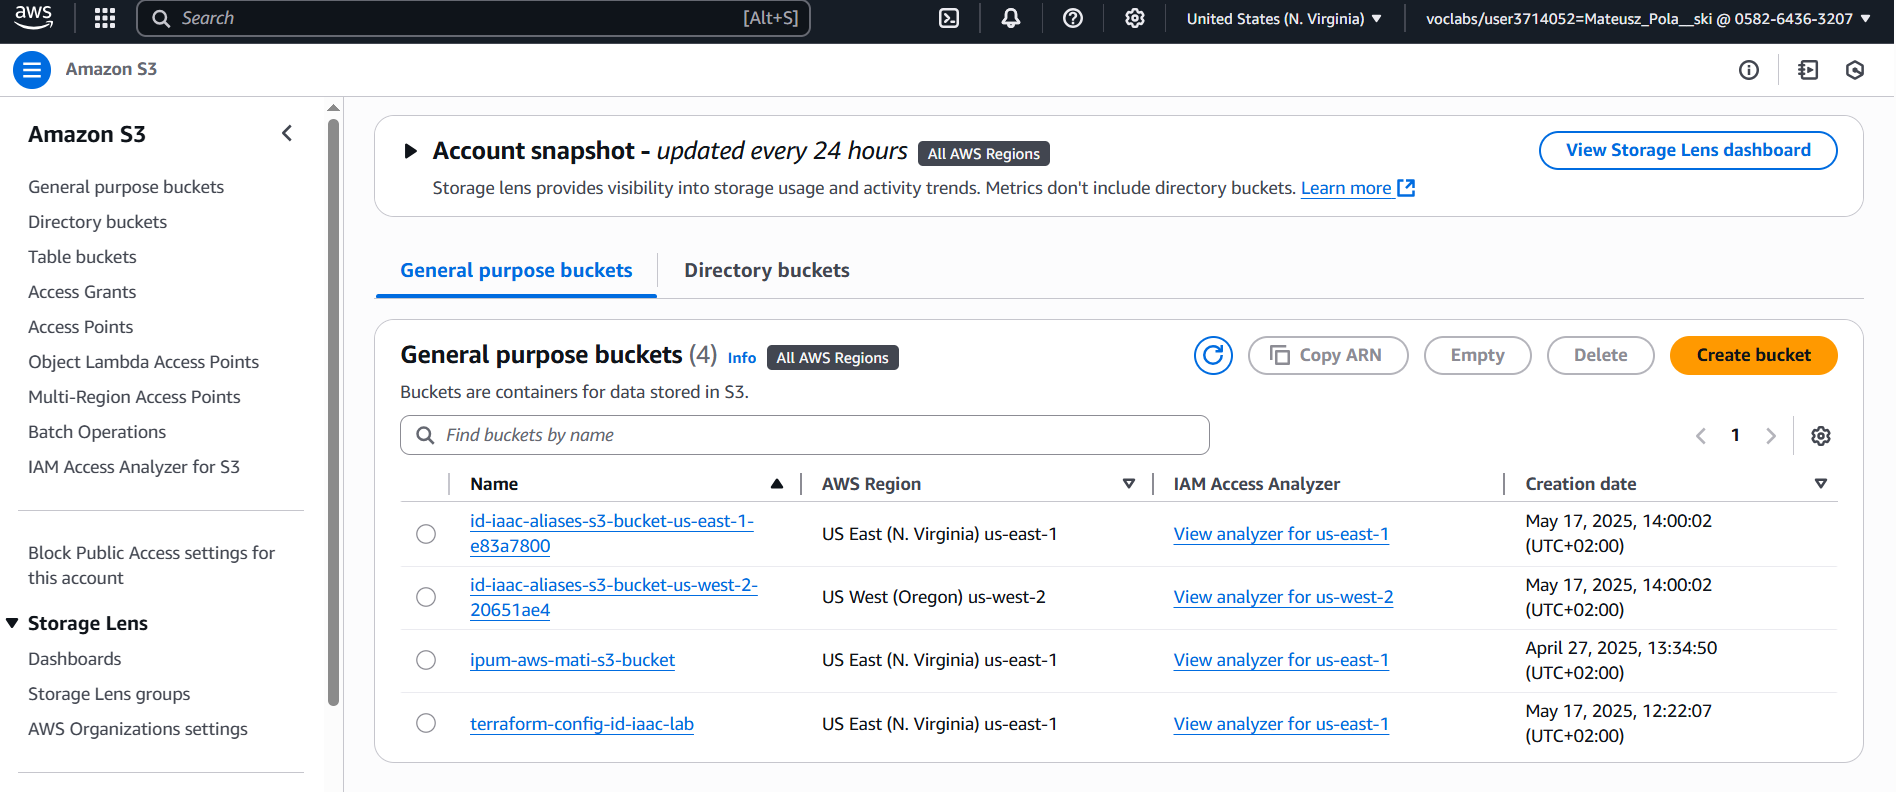 aws
Search
[Alt+S]
United States (N. Virginia)
voclabs/user3714052=Mateusz_Pola__ski @ 0582-6436-3207
Amazon S3
Amazon S3
General purpose buckets
Directory buckets
Table buckets
Access Grants
Access Points
Object Lambda Access Points
Multi-Region Access Points
Batch Operations
IAM Access Analyzer for S3
Block Public Access settings for
this account
Storage Lens
Dashboards
Storage Lens groups
AWS Organizations settings
Account snapshot - updated every 24 hours All AWS Regions
View Storage Lens dashboard
Storage lens provides visibility into storage usage and activity trends. Metrics don't include directory buckets. Learn more
General purpose buckets
Directory buckets
General purpose buckets (4) Info All AWS Regions
Copy ARN
Empty
Delete
Create bucket
Buckets are containers for data stored in S3.
Find buckets by name
1
Name
AWS Region
IAM Access Analyzer
Creation date
id-iaac-aliases-s3-bucket-us-east-1-
e83a7800
US East (N. Virginia) us-east-1
View analyzer for us-east-1
May 17, 2025, 14:00:02
(UTC+02:00)
id-iaac-aliases-s3-bucket-us-west-2-
20651ae4
US West (Oregon) us-west-2
View analyzer for us-west-2
May 17, 2025, 14:00:02
(UTC+02:00)
ipum-aws-mati-s3-bucket
US East (N. Virginia) us-east-1
View analyzer for us-east-1
April 27, 2025, 13:34:50
(UTC+02:00)
terraform-config-id-iaac-lab
US East (N. Virginia) us-east-1
View analyzer for us-east-1
May 17, 2025, 12:22:07
(UTC+02:00)